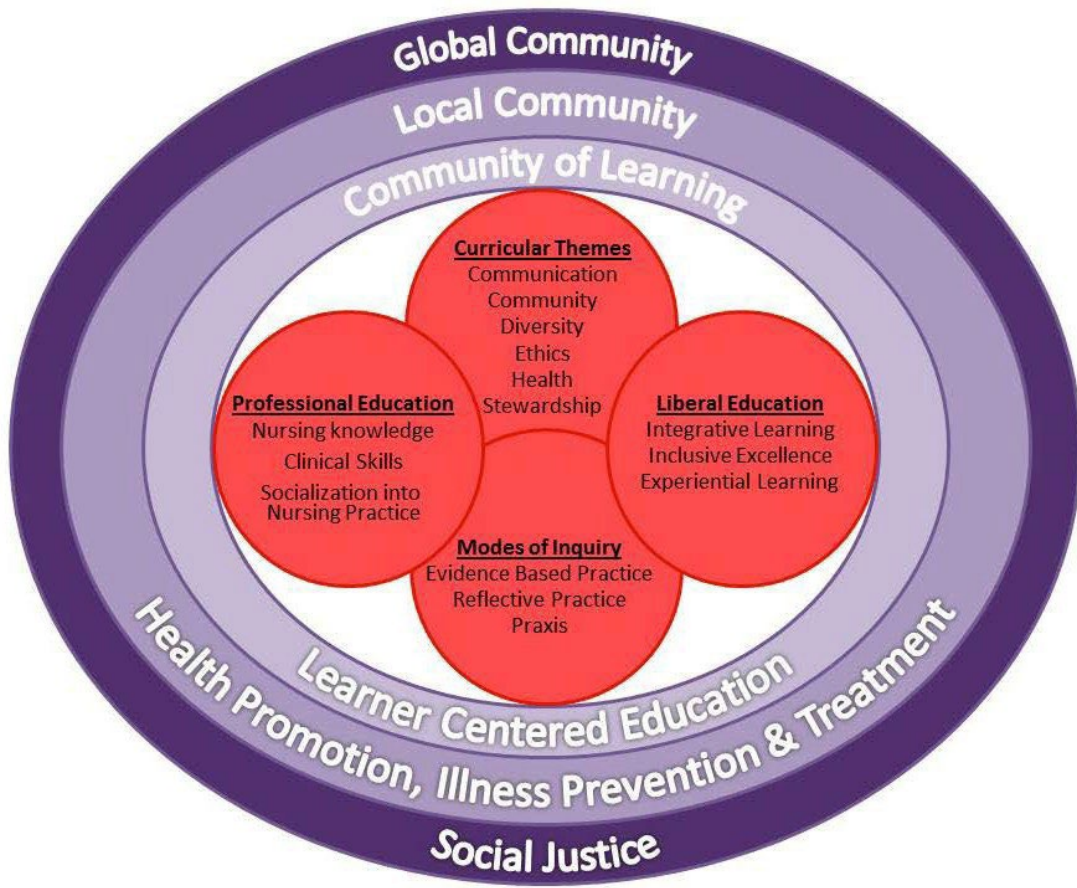 Global Community
Local Community
Community of Learning
Curricular Themes
Communication
Community
Diversity
Ethics
Health
Stewardship
Professional Education
Nursing knowledge
Clinical Skills
Socialization into
Nursing Practice
Liberal Education
Integrative Learning
Inclusive Excellence
Experiential Learning
Modes of Inquiry
Evidence Based Practice
Reflective Practice
Praxis
Learner Centered Education
Health Promotion, Illness Prevention & Treatment
Social Justice